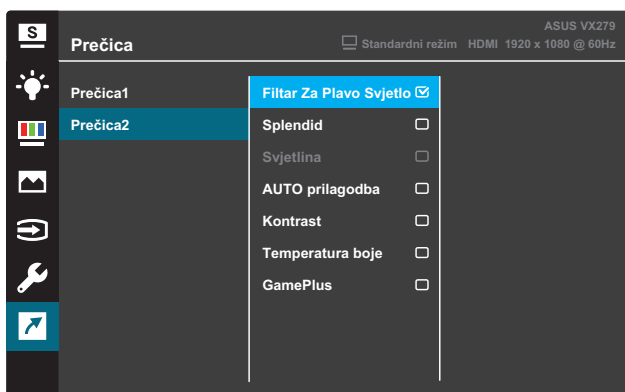 S
ASUS VX279
Prečica
Standardni režim HDMI 1920 x 1080 @ 60Hz
Prečica1
Prečica2
Filtar Za Plavo Svjetlo
Splendid
Svjetlina
AUTO prilagodba
Kontrast
Temperatura boje
GamePlus